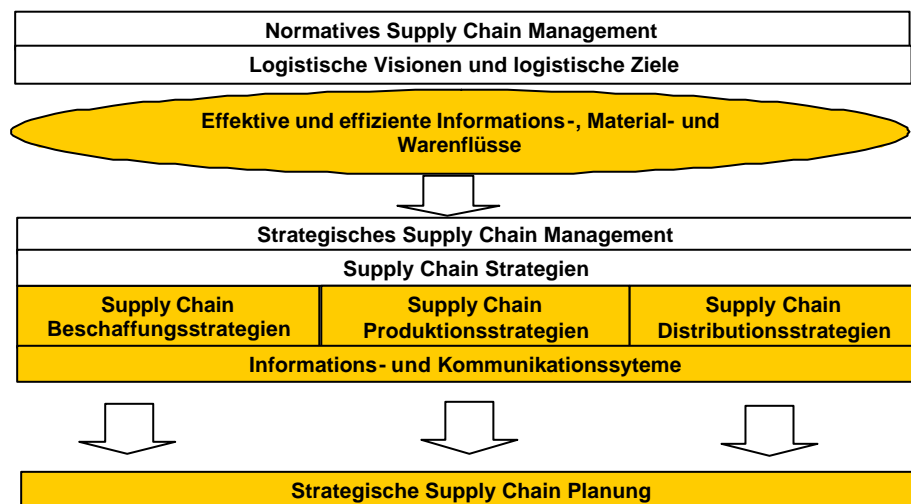 Normatives Supply Chain Management
Logistische Visionen und logistische Ziele
Effektive und effiziente Informations-, Material- und
Warenflüsse
Strategisches Supply Chain Management
Supply Chain Strategien
Supply Chain
Beschaffungsstrategien
Supply Chain
Produktionsstrategien
Supply Chain
Distributionsstrategien
Informations- und Kommunikationssyteme
Strategische Supply Chain Planung